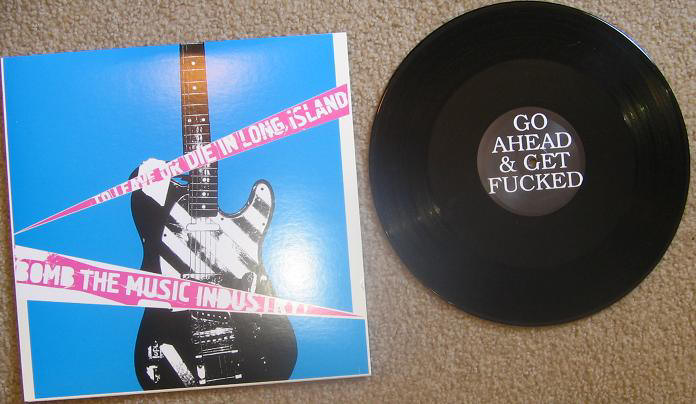 TO LEAVE OR DIE IN LONG ISLAND
BOMB THE MUSIC INDUSTRY!
GO
AHEAD
& GET
FUCKED